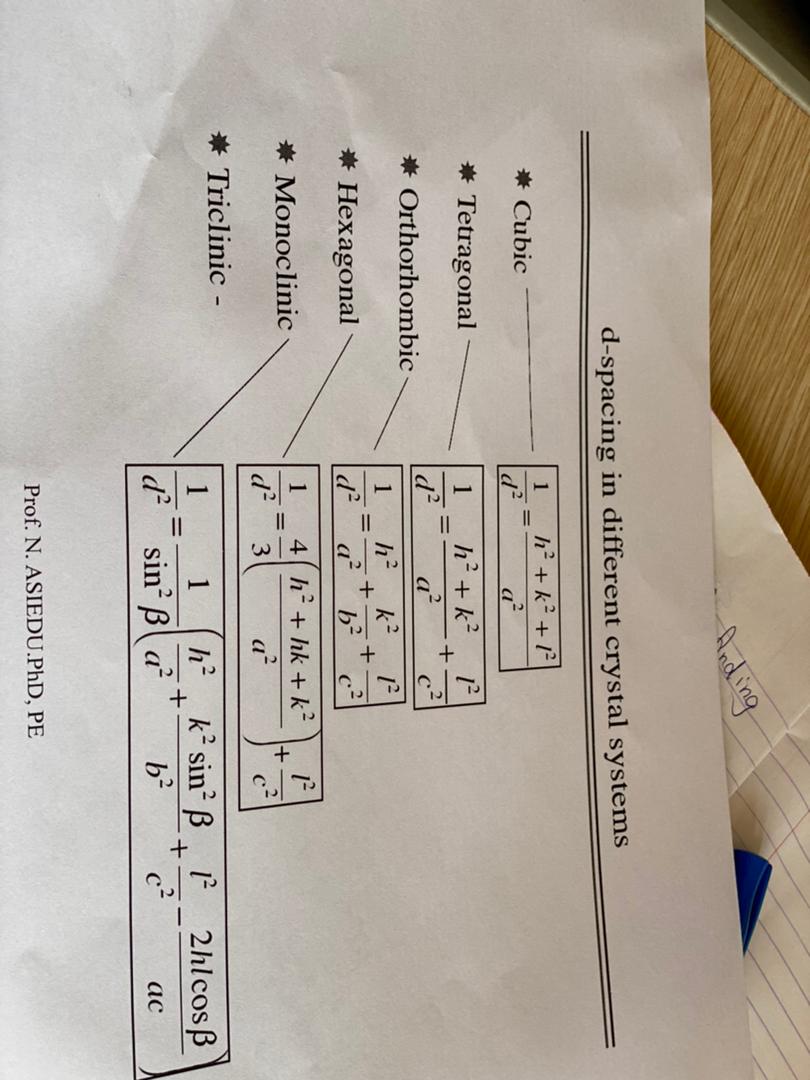 d-spacing in different crystal systems
✷ Cubic 1/d² = (h² + k² + l²)/a²
✷ Tetragonal 1/d² = (h² + k²)/a² + l²/c²
✷ Orthorhombic 1/d² = h²/a² + k²/b² + l²/c²
✷ Hexagonal 1/d² = 4/3((h² + hk + k²)/a²) + l²/c²
✷ Monoclinic 1/d² = 1/sin²β(h²/a² + k² sin²β/b² + l²/c² − 2hlcosβ/ac)
✷ Triclinic -
Prof. N. ASIEDU.PhD, PE